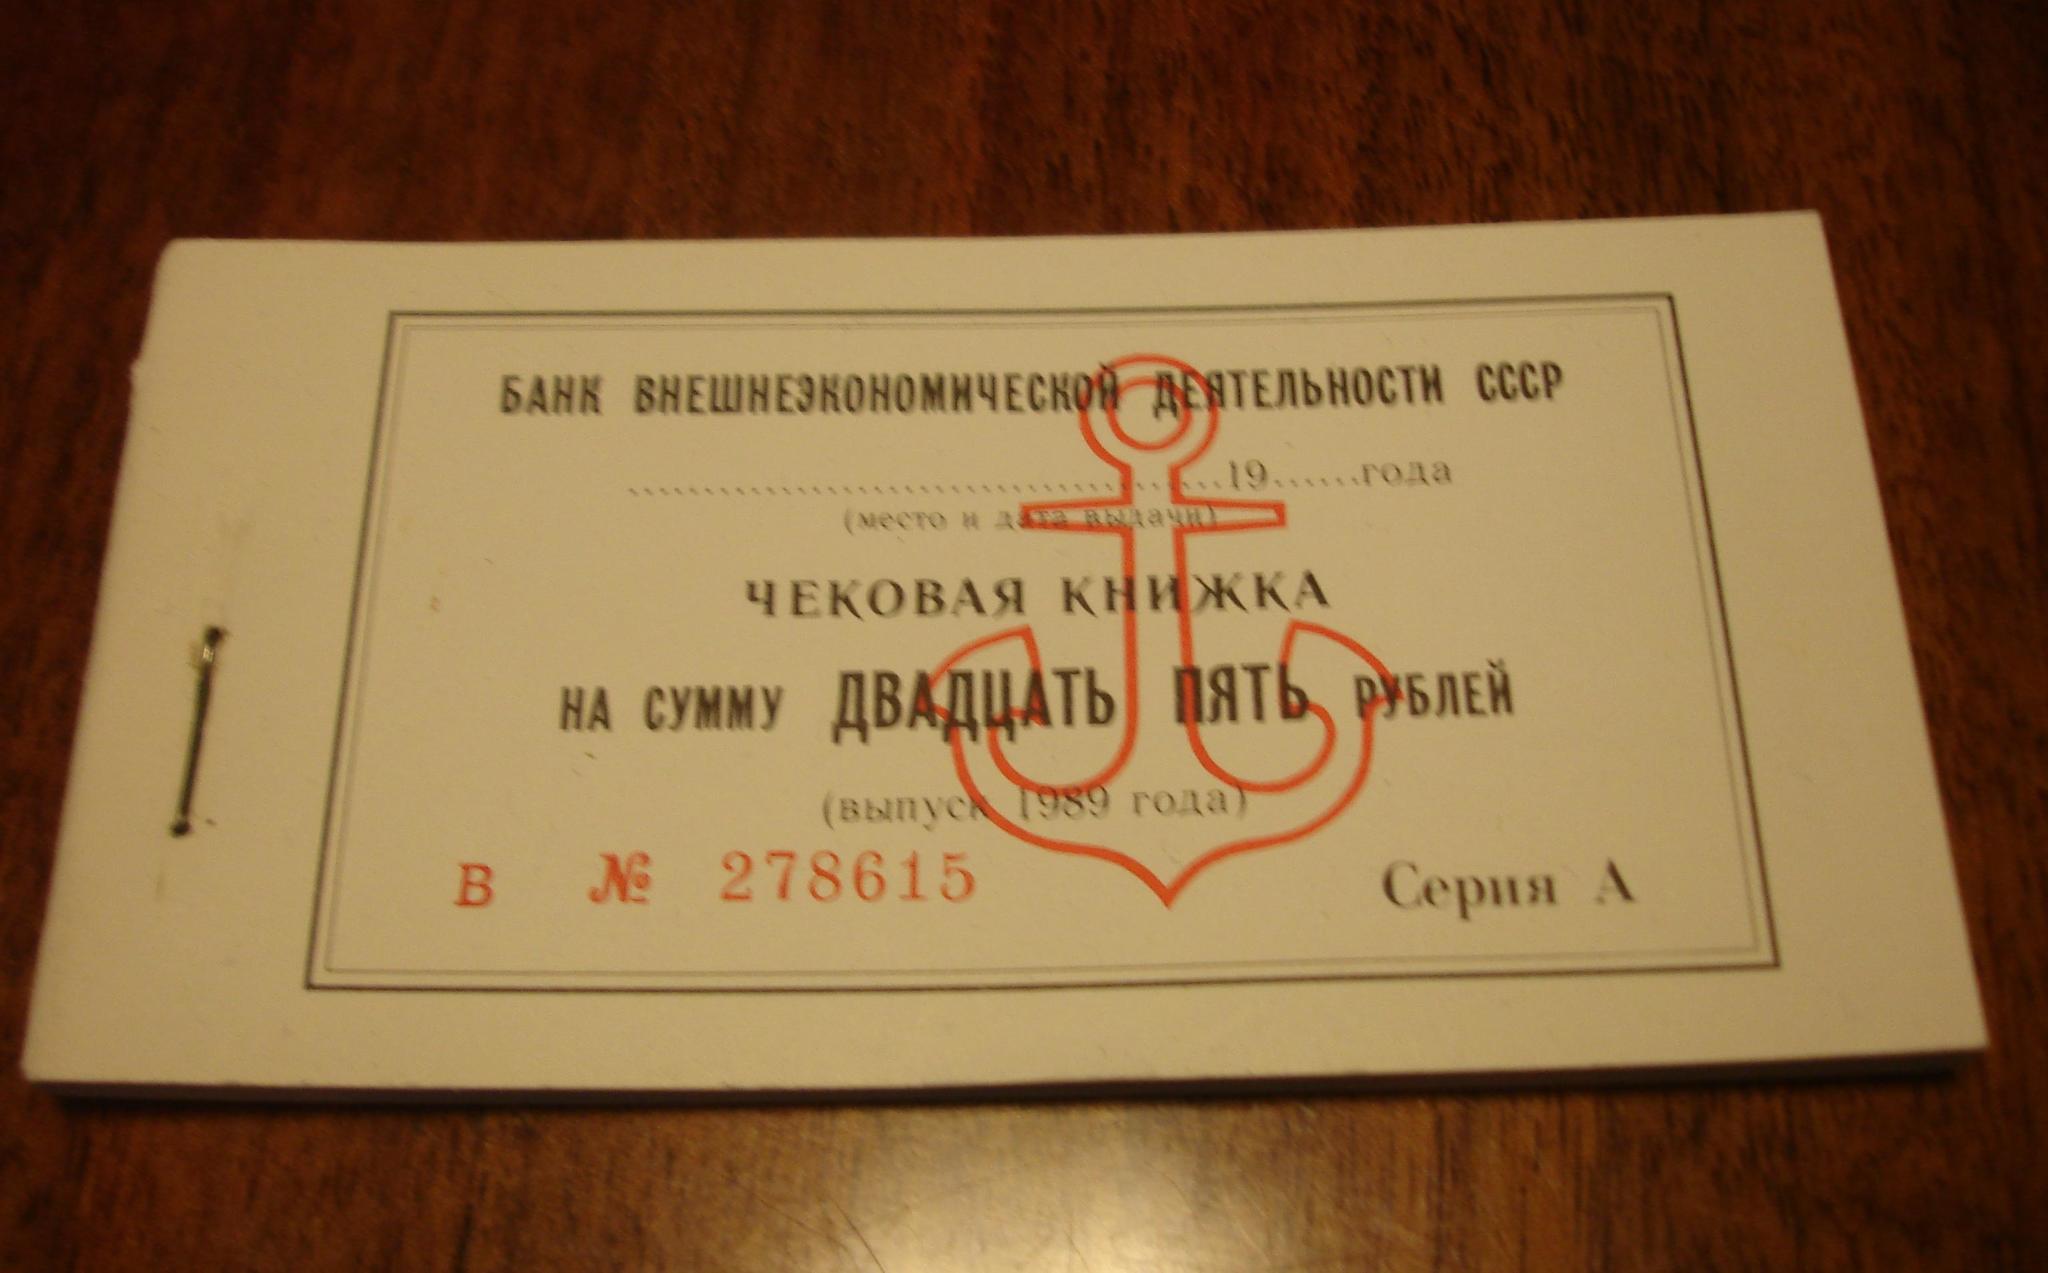 БАНК ВНЕШНЕЭКОНОМИЧЕСКОЙ ДЕЯТЕЛЬНОСТИ СССР
........................................19......года
(место и дата выдачи)
ЧЕКОВАЯ КНИЖКА
НА СУММУ ДВАДЦАТЬ ПЯТЬ РУБЛЕЙ
(выпуск 1989 года)
В № 278615 Серия А